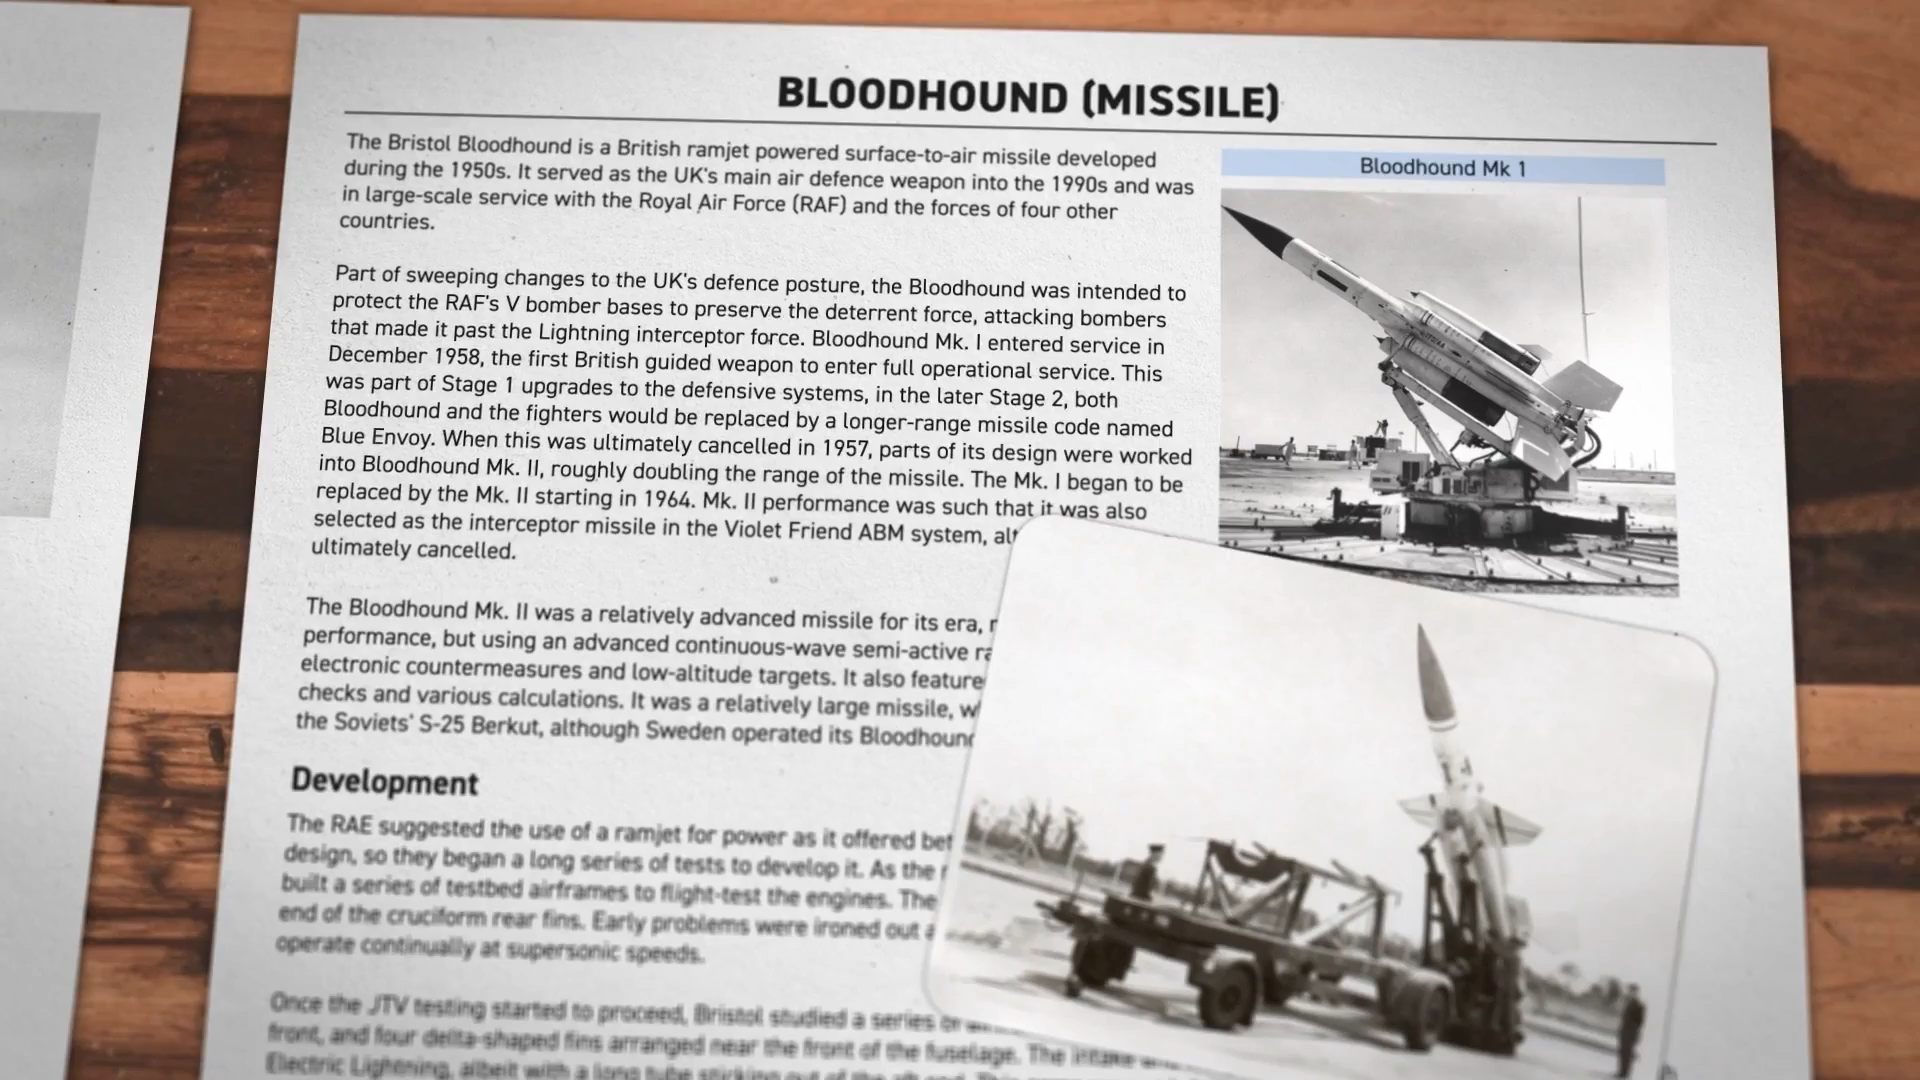 BLOODHOUND (MISSILE)
The Bristol Bloodhound is a British ramjet powered surface-to-air missile developed
during the 1950s. It served as the UK's main air defence weapon into the 1990s and was
in large-scale service with the Royal Air Force (RAF) and the forces of four other
countries.
Part of sweeping changes to the UK's defence posture, the Bloodhound was intended to
protect the RAF's V bomber bases to preserve the deterrent force, attacking bombers
that made it past the Lightning interceptor force. Bloodhound Mk. I entered service in
December 1958, the first British guided weapon to enter full operational service. This
was part of Stage 1 upgrades to the defensive systems, in the later Stage 2, both
Bloodhound and the fighters would be replaced by a longer-range missile code named
Blue Envoy. When this was ultimately cancelled in 1957, parts of its design were worked
into Bloodhound Mk. II, roughly doubling the range of the missile. The Mk. I began to be
replaced by the Mk. II starting in 1964. Mk. II performance was such that it was also
selected as the interceptor missile in the Violet Friend ABM system,
ultimately cancelled.
The Bloodhound Mk. II was a relatively advanced missile for its era,
performance, but using an advanced continuous-wave semi-active
electronic countermeasures and low-altitude targets. It also feature
checks and various calculations. It was a relatively large missile,
the Soviets' S-25 Berkut, although Sweden operated its Bloodhound
Development
The RAE suggested the use of a ramjet for power as it offered
design, so they began a long series of tests to develop it. As the
built a series of testbed airframes to flight-test the engines. The
end of the cruciform rear fins. Early problems were ironed out
operate continually at supersonic speeds.
Once the JTV testing started to proceed, Bristol studied a series
front, and four delta-shaped fins arranged near the front of the fuselage. The intake
Electric Lightning, albeit with a long tube sticking out of the aft end.
Bloodhound Mk 1